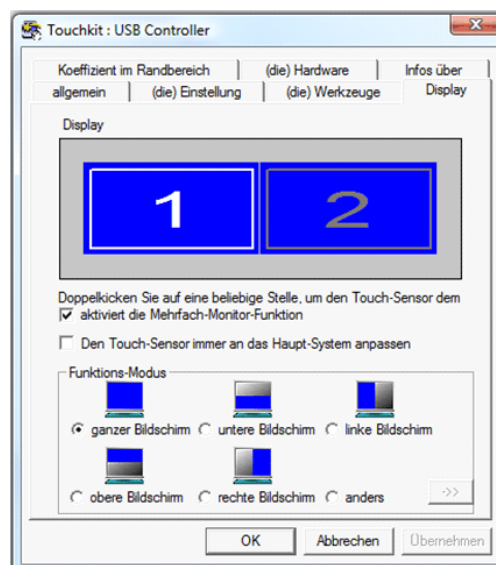 Touchkit : USB Controller
Koeffizient im Randbereich (die) Hardware Infos über
allgemein (die) Einstellung (die) Werkzeuge Display
Display
1 2
Doppelkicken Sie auf eine beliebige Stelle, um den Touch-Sensor dem
aktiviert die Mehrfach-Monitor-Funktion
Den Touch-Sensor immer an das Haupt-System anpassen
Funktions-Modus
ganzer Bildschirm untere Bildschirm linke Bildschirm
obere Bildschirm rechte Bildschirm anders
->>
OK Abbrechen Übernehmen